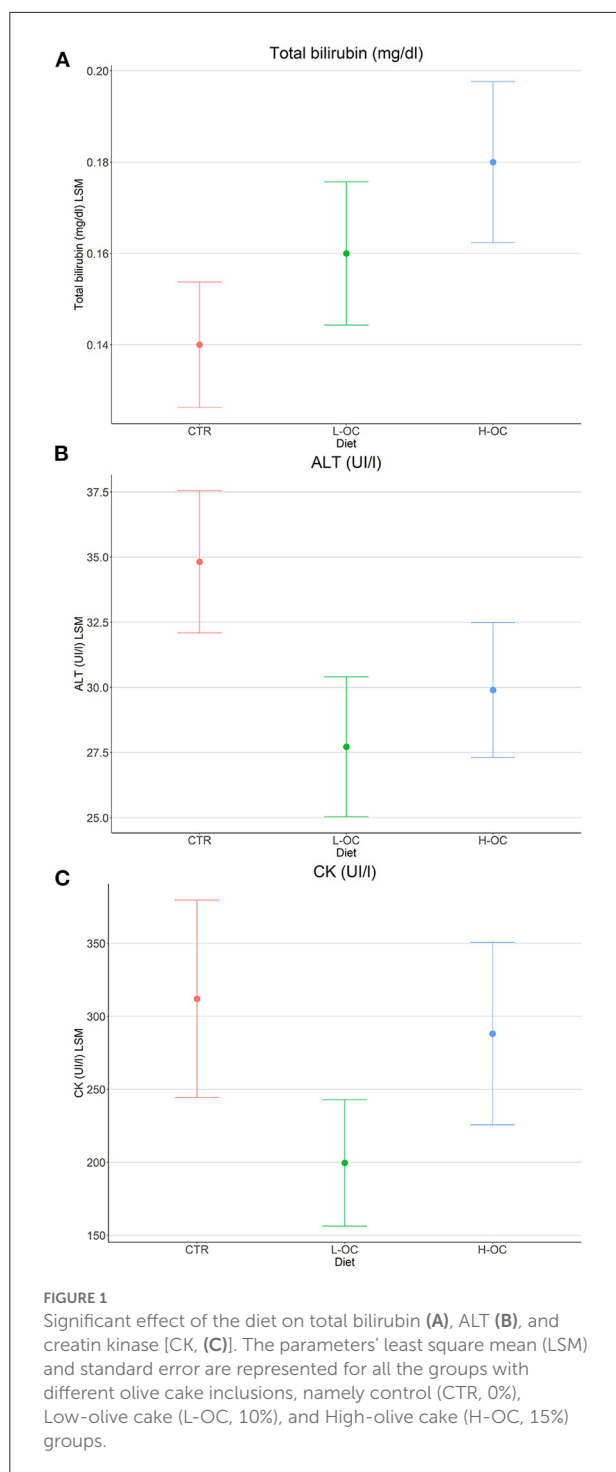 A
Total bilirubin (mg/dl)
Total bilirubin (mg/dl) LSM
0.20
0.18
0.16
0.14
CTR
L-OC
H-OC
Diet
B
ALT (UI/l)
ALT (UI/l) LSM
37.5
35.0
32.5
30.0
27.5
25.0
CTR
L-OC
H-OC
Diet
C
CK (UI/l)
CK (UI/l) LSM
350
300
250
200
150
CTR
L-OC
H-OC
Diet
FIGURE 1
Significant effect of the diet on total bilirubin (A), ALT (B), and
creatin kinase [CK, (C)]. The parameters' least square mean (LSM)
and standard error are represented for all the groups with
different olive cake inclusions, namely control (CTR, 0%),
Low-olive cake (L-OC, 10%), and High-olive cake (H-OC, 15%)
groups.